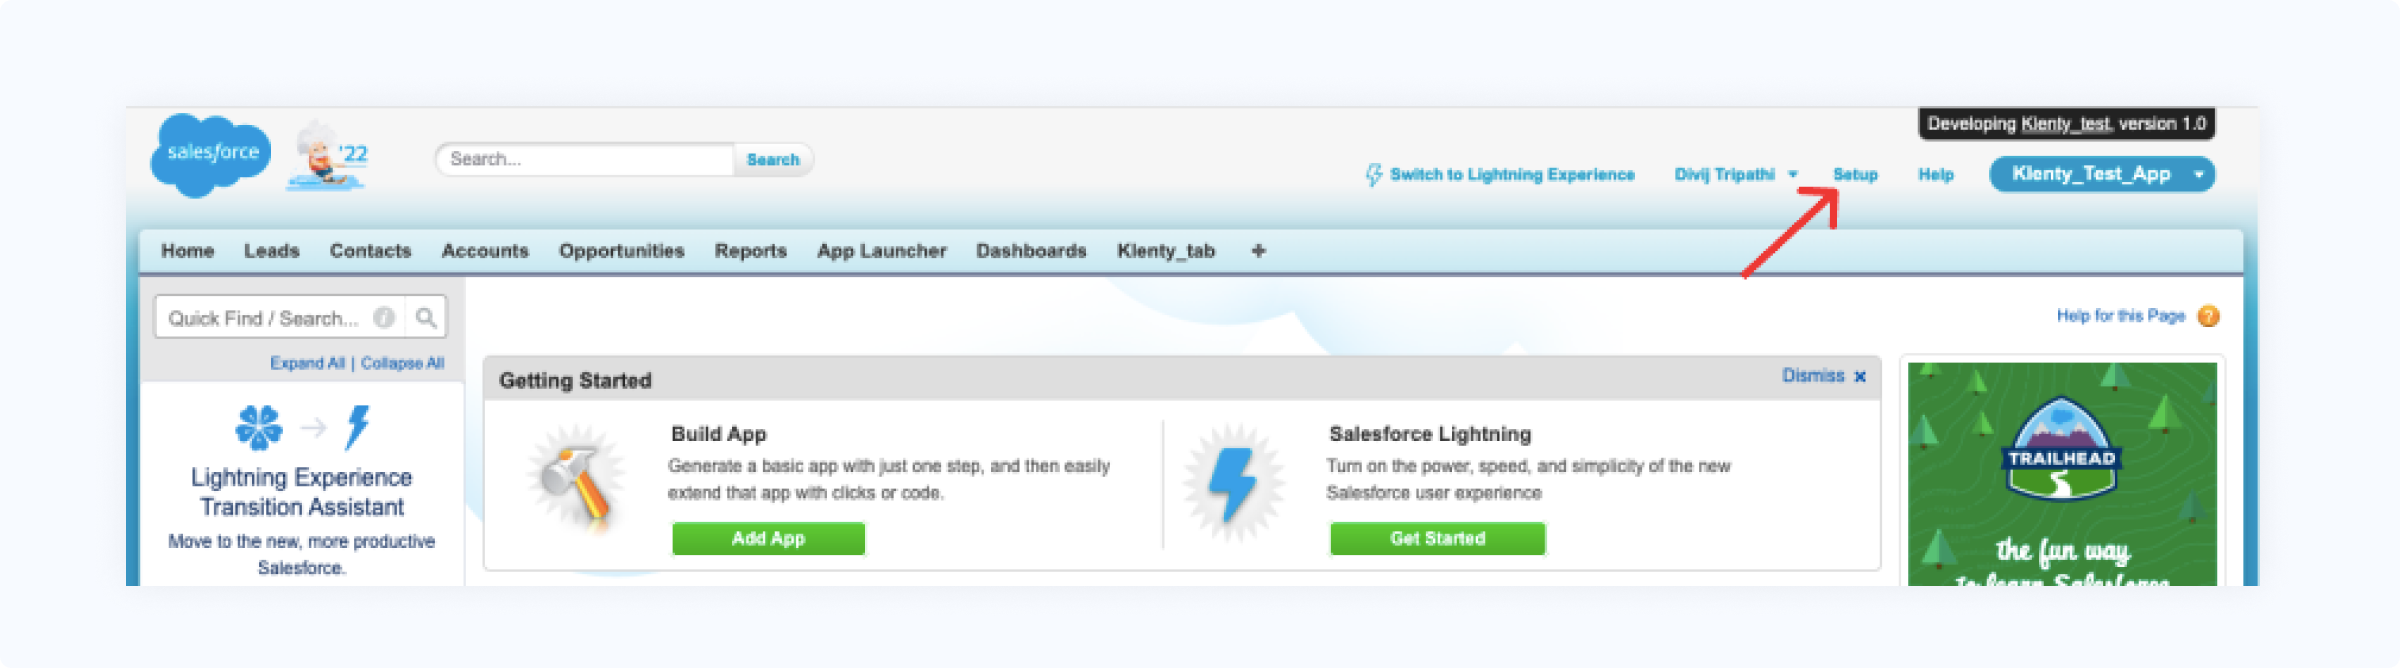 Developing Klenty_test, version 1.0
salesforce
'22
Search...
Search
Switch to Lightning Experience
Divij Tripathi
Setup
Help
Klenty_Test_App
Home Leads Contacts Accounts Opportunities Reports App Launcher Dashboards Klenty_tab +
Quick Find / Search...
Expand All | Collapse All
Lightning Experience
Transition Assistant
Move to the new, more productive
Salesforce.
Help for this Page ?
Getting Started
Dismiss x
Build App
Generate a basic app with just one step, and then easily
extend that app with clicks or code.
Add App
Salesforce Lightning
Turn on the power, speed, and simplicity of the new
Salesforce user experience
Get Started
TRAILHEAD
the fun way
to learn Salesforce